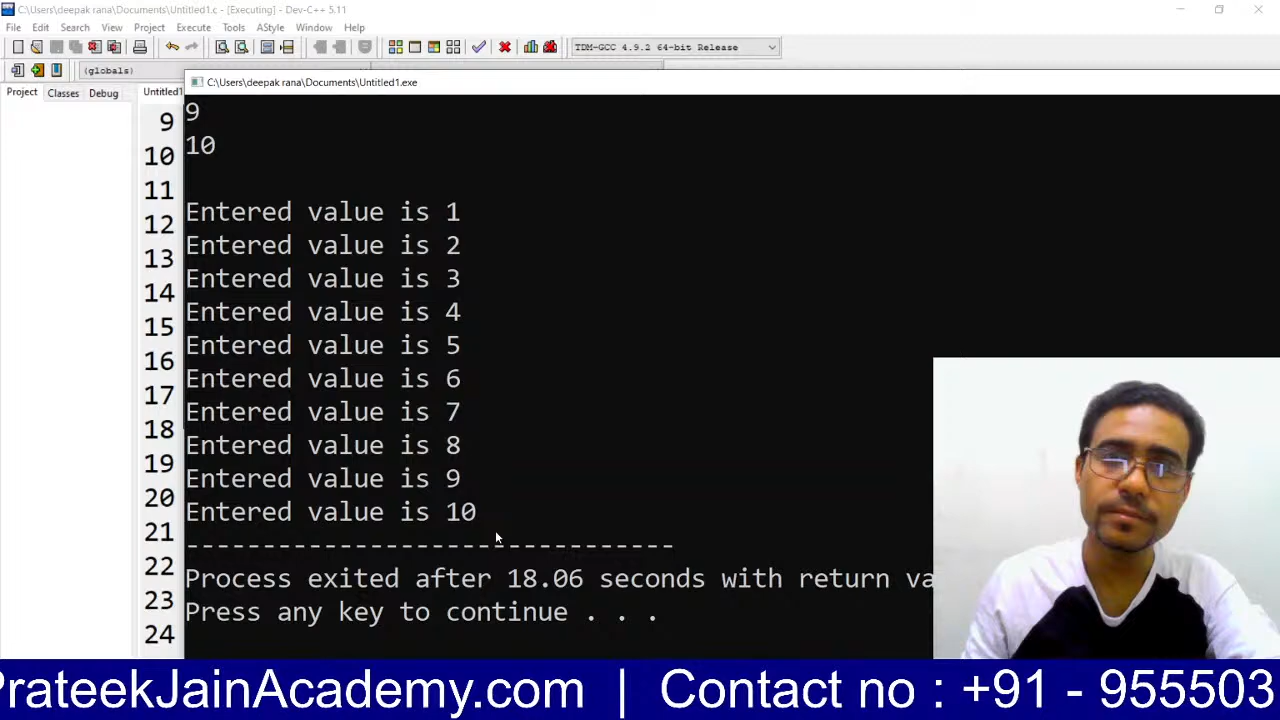 C:\Users\deepak rana\Documents\Untitled1.c - [Executing] - Dev-C++ 5.11
File Edit Search View Project Execute Tools AStyle Window Help
TDM-GCC 4.9.2 64-bit Release
(globals)
Project Classes Debug Untitled1
C:\Users\deepak rana\Documents\Untitled1.exe
9 9
10 10
11
12 Entered value is 1
Entered value is 2
13 Entered value is 3
14 Entered value is 4
15 Entered value is 5
16 Entered value is 6
17 Entered value is 7
18 Entered value is 8
19 Entered value is 9
20 Entered value is 10
21 --------------------------------
22 Process exited after 18.06 seconds with return va
23 Press any key to continue . . .
24
PrateekJainAcademy.com | Contact no : +91 - 955503